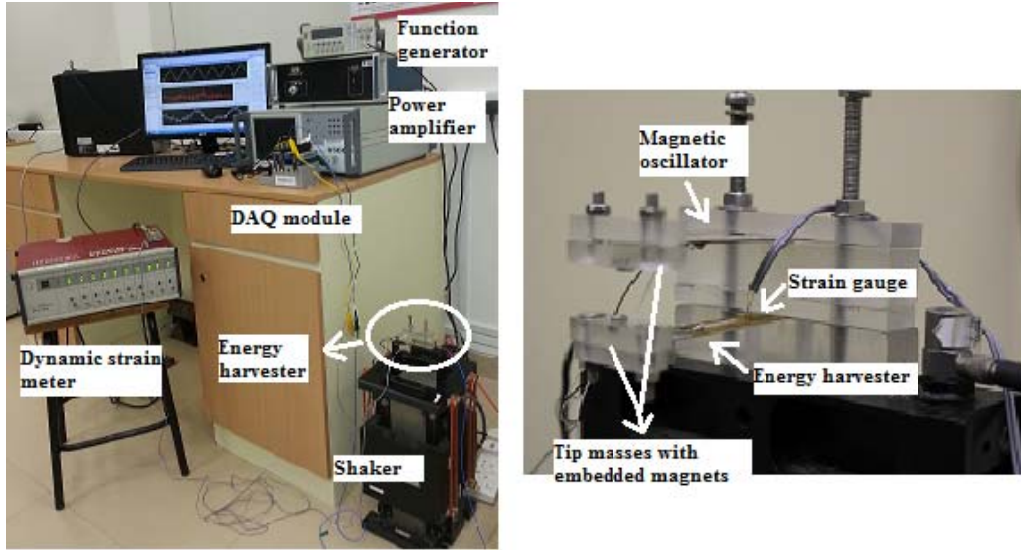 Function
generator
Power
amplifier
DAQ module
Dynamic strain
meter
Energy
harvester
Shaker
Magnetic
oscillator
Strain gauge
Energy harvester
Tip masses with
embedded magnets